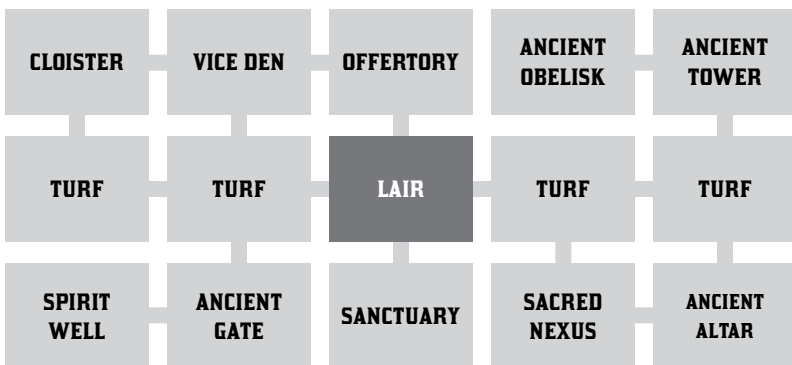 CLOISTER
VICE DEN
OFFERTORY
ANCIENT
OBELISK
ANCIENT
TOWER
TURF
TURF
LAIR
TURF
TURF
SPIRIT
WELL
ANCIENT
GATE
SANCTUARY
SACRED
NEXUS
ANCIENT
ALTAR